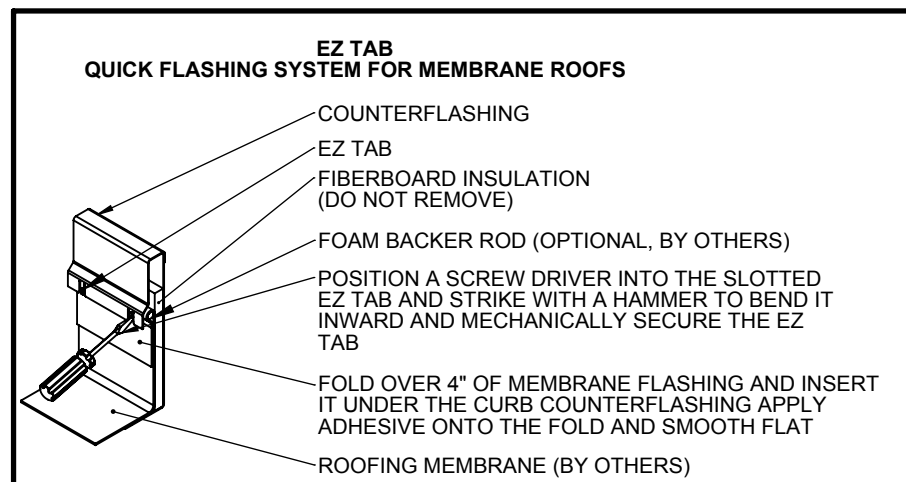 EZ TAB
QUICK FLASHING SYSTEM FOR MEMBRANE ROOFS
COUNTERFLASHING
EZ TAB
FIBERBOARD INSULATION
(DO NOT REMOVE)
FOAM BACKER ROD (OPTIONAL, BY OTHERS)
POSITION A SCREW DRIVER INTO THE SLOTTED
EZ TAB AND STRIKE WITH A HAMMER TO BEND IT
INWARD AND MECHANICALLY SECURE THE EZ
TAB
FOLD OVER 4" OF MEMBRANE FLASHING AND INSERT
IT UNDER THE CURB COUNTERFLASHING APPLY
ADHESIVE ONTO THE FOLD AND SMOOTH FLAT
ROOFING MEMBRANE (BY OTHERS)